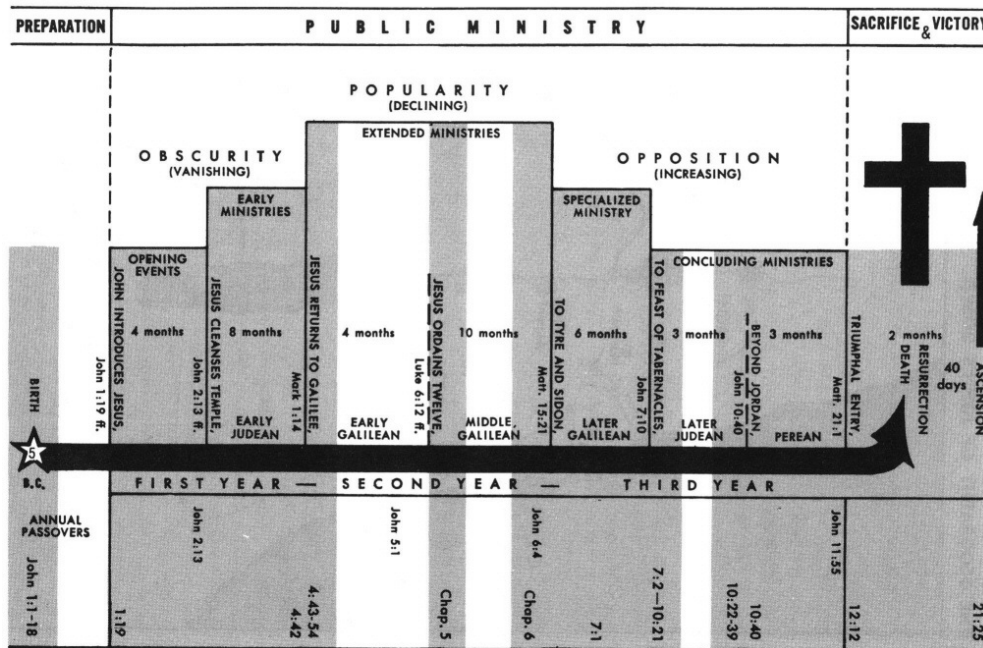 PREPARATION
PUBLIC MINISTRY
SACRIFICE & VICTORY
POPULARITY
(DECLINING)
EXTENDED MINISTRIES
OBSCURITY
(VANISHING)
OPPOSITION
(INCREASING)
EARLY
MINISTRIES
SPECIALIZED
MINISTRY
OPENING
EVENTS
CONCLUDING MINISTRIES
BIRTH
5
B.C.
John 1:19 ff.
JOHN INTRODUCES JESUS,
4 months
John 2:13 ff.
JESUS CLEANSES TEMPLE,
8 months
EARLY
JUDEAN
Mark 1:14
JESUS RETURNS TO GALILEE,
4 months
EARLY
GALILEAN
Luke 6:12 ff.
JESUS ORDAINS TWELVE,
10 months
MIDDLE
GALILEAN
Matt. 15:21
TO TYRE AND SIDON,
6 months
LATER
GALILEAN
John 7:10
TO FEAST OF TABERNACLES,
3 months
LATER
JUDEAN
John 10:40
BEYOND JORDAN,
3 months
PEREAN
Matt. 21:1
TRIUMPHAL ENTRY,
2 months
DEATH
RESURRECTION
40
days
ASCENSION
FIRST YEAR — SECOND YEAR — THIRD YEAR
ANNUAL
PASSOVERS
John 2:13
John 5:1
John 6:4
John 11:55
John 1:1-18
1:19
4:42
4:43-54
Chap. 5
Chap. 6
7:1
7:2—10:21
10:22-39
10:40
12:12
21:25